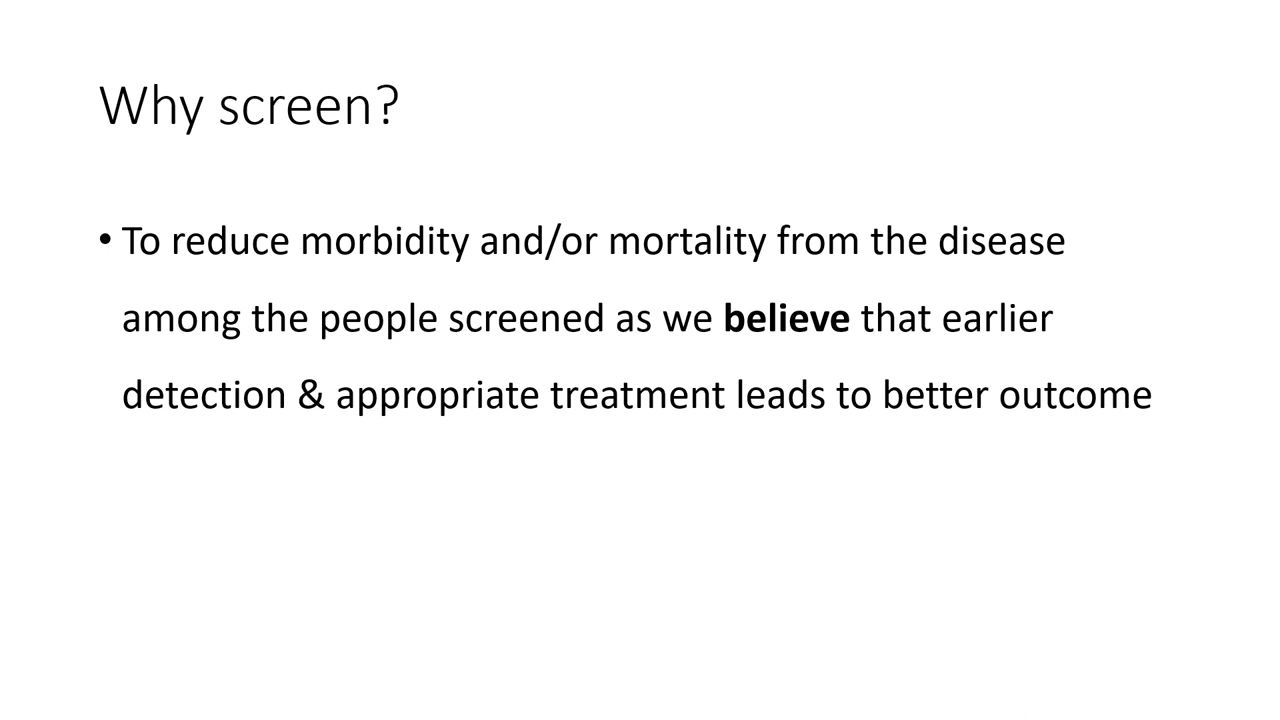 Why screen?
• To reduce morbidity and/or mortality from the disease
among the people screened as we believe that earlier
detection & appropriate treatment leads to better outcome